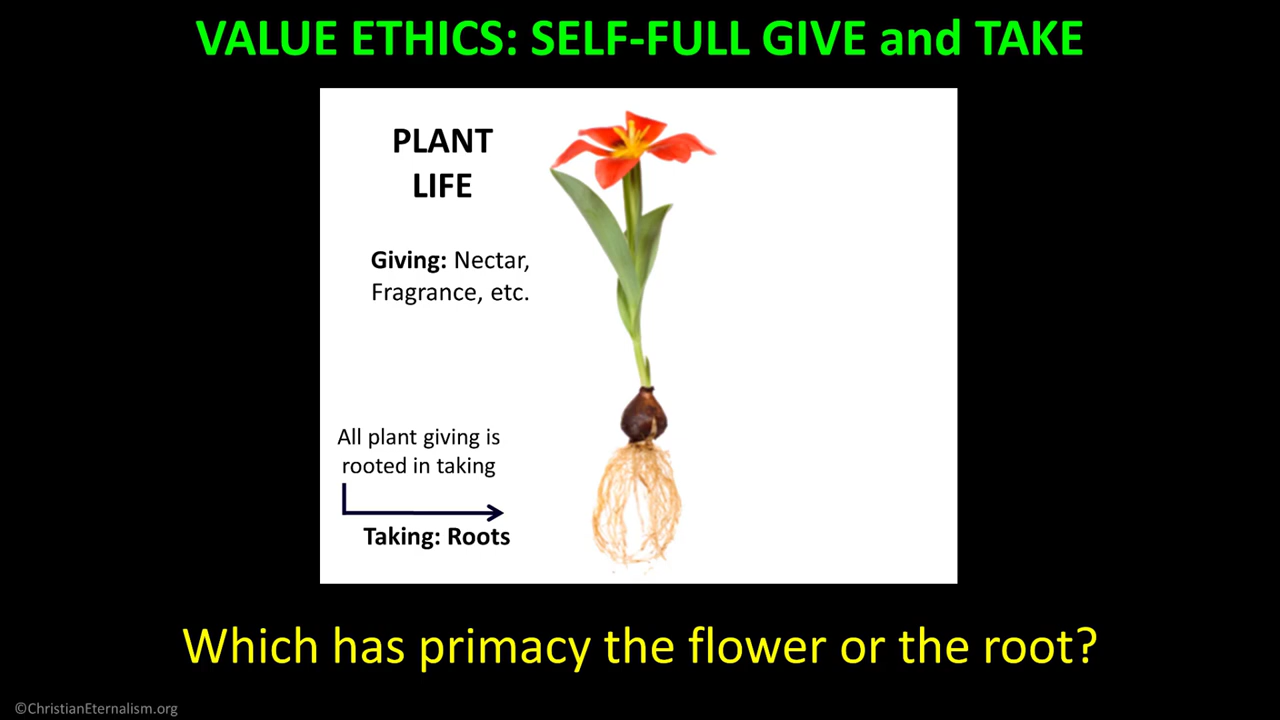 VALUE ETHICS: SELF-FULL GIVE and TAKE
PLANT
LIFE
Giving: Nectar,
Fragrance, etc.
All plant giving is
rooted in taking
Taking: Roots
Which has primacy the flower or the root?
©ChristianEternalism.org